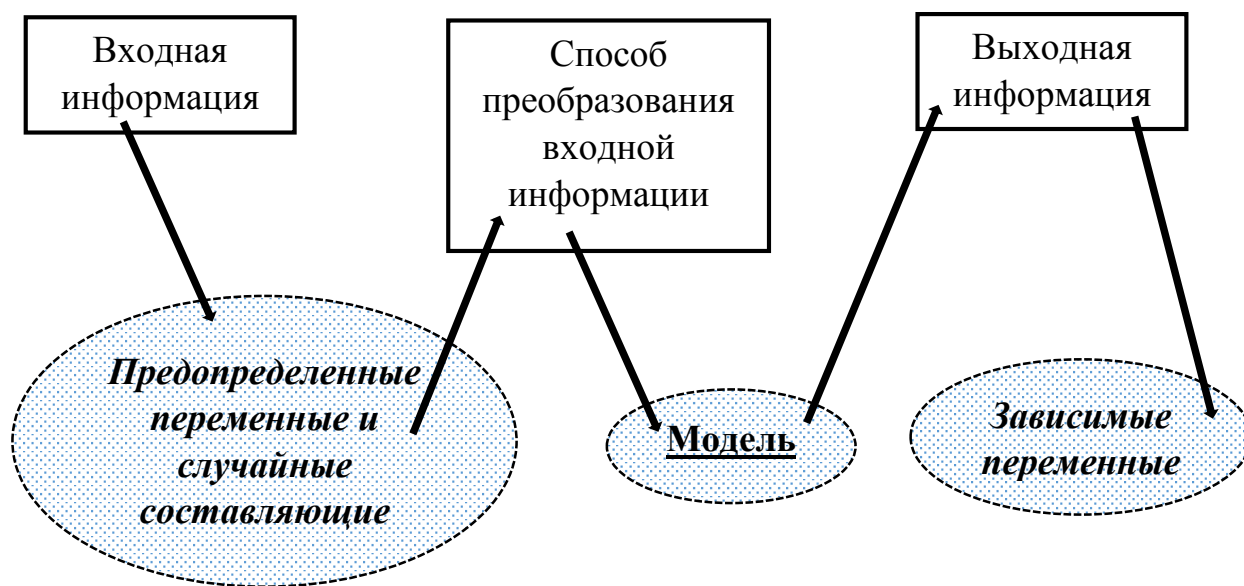 Входная
информация
Способ
преобразования
входной
информации
Выходная
информация
Предопределенные
переменные и
случайные
составляющие
Модель
Зависимые
переменные